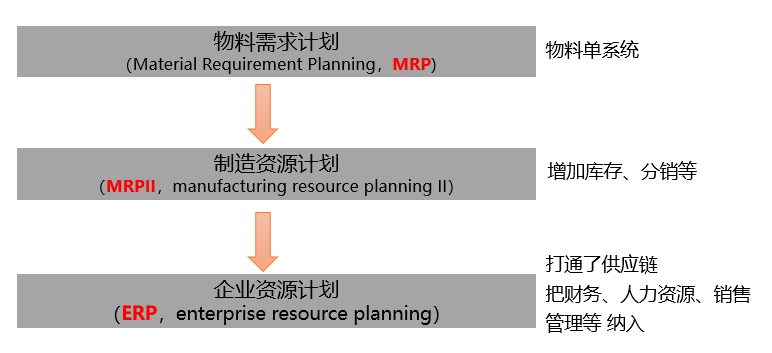 物料需求计划
（Material Requirement Planning，MRP)
物料单系统
制造资源计划
（MRPII，manufacturing resource planning II）
增加库存、分销等
企业资源计划
（ERP，enterprise resource planning）
打通了供应链
把财务、人力资源、销售
管理等 纳入